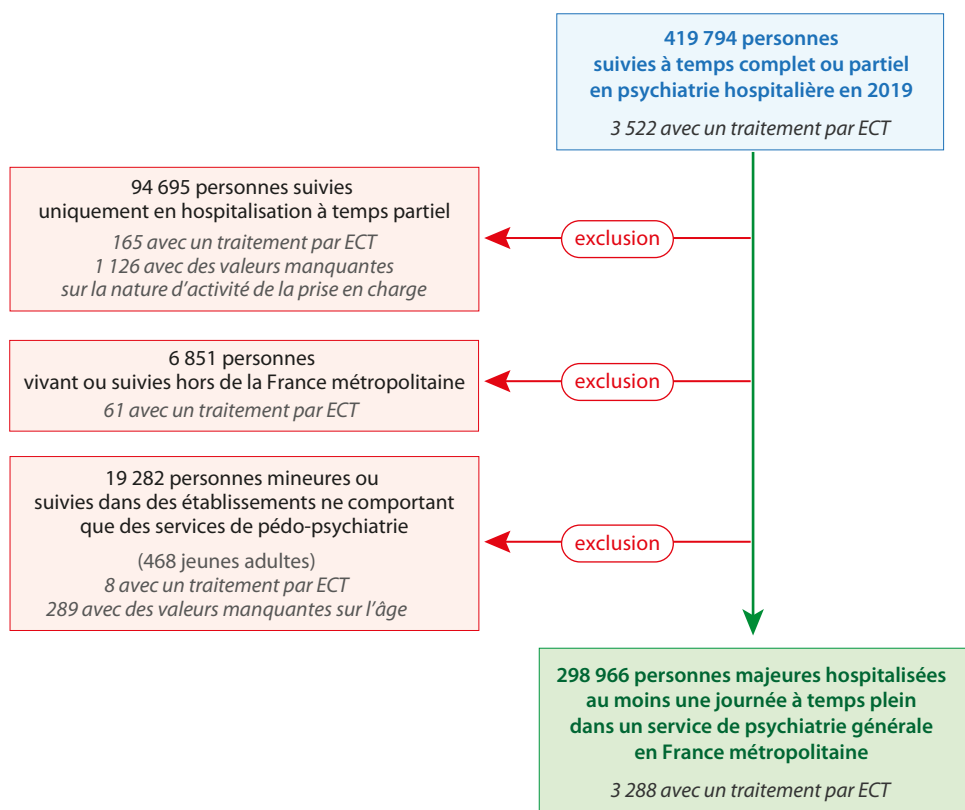 419 794 personnes
suivies à temps complet ou partiel
en psychiatrie hospitalière en 2019
3 522 avec un traitement par ECT
94 695 personnes suivies
uniquement en hospitalisation à temps partiel
165 avec un traitement par ECT
1 126 avec des valeurs manquantes
sur la nature d’activité de la prise en charge
exclusion
6 851 personnes
vivant ou suivies hors de la France métropolitaine
61 avec un traitement par ECT
exclusion
19 282 personnes mineures ou
suivies dans des établissements ne comportant
que des services de pédo-psychiatrie
(468 jeunes adultes)
8 avec un traitement par ECT
289 avec des valeurs manquantes sur l’âge
exclusion
298 966 personnes majeures hospitalisées
au moins une journée à temps plein
dans un service de psychiatrie générale
en France métropolitaine
3 288 avec un traitement par ECT